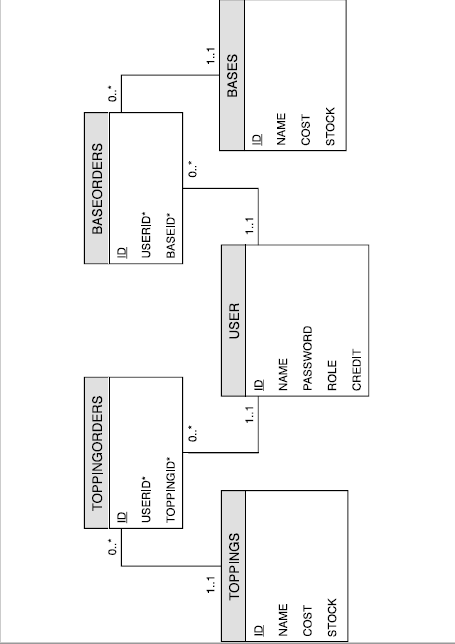 TOPPINGORDERS
ID
USERID*
TOPPINGID*
0..*
0..*
BASEORDERS
ID
USERID*
BASEID*
0..*
0..*
TOPPINGS
ID
NAME
COST
STOCK
1..1
USER
ID
NAME
PASSWORD
ROLE
CREDIT
1..1
1..1
BASES
ID
NAME
COST
STOCK
1..1